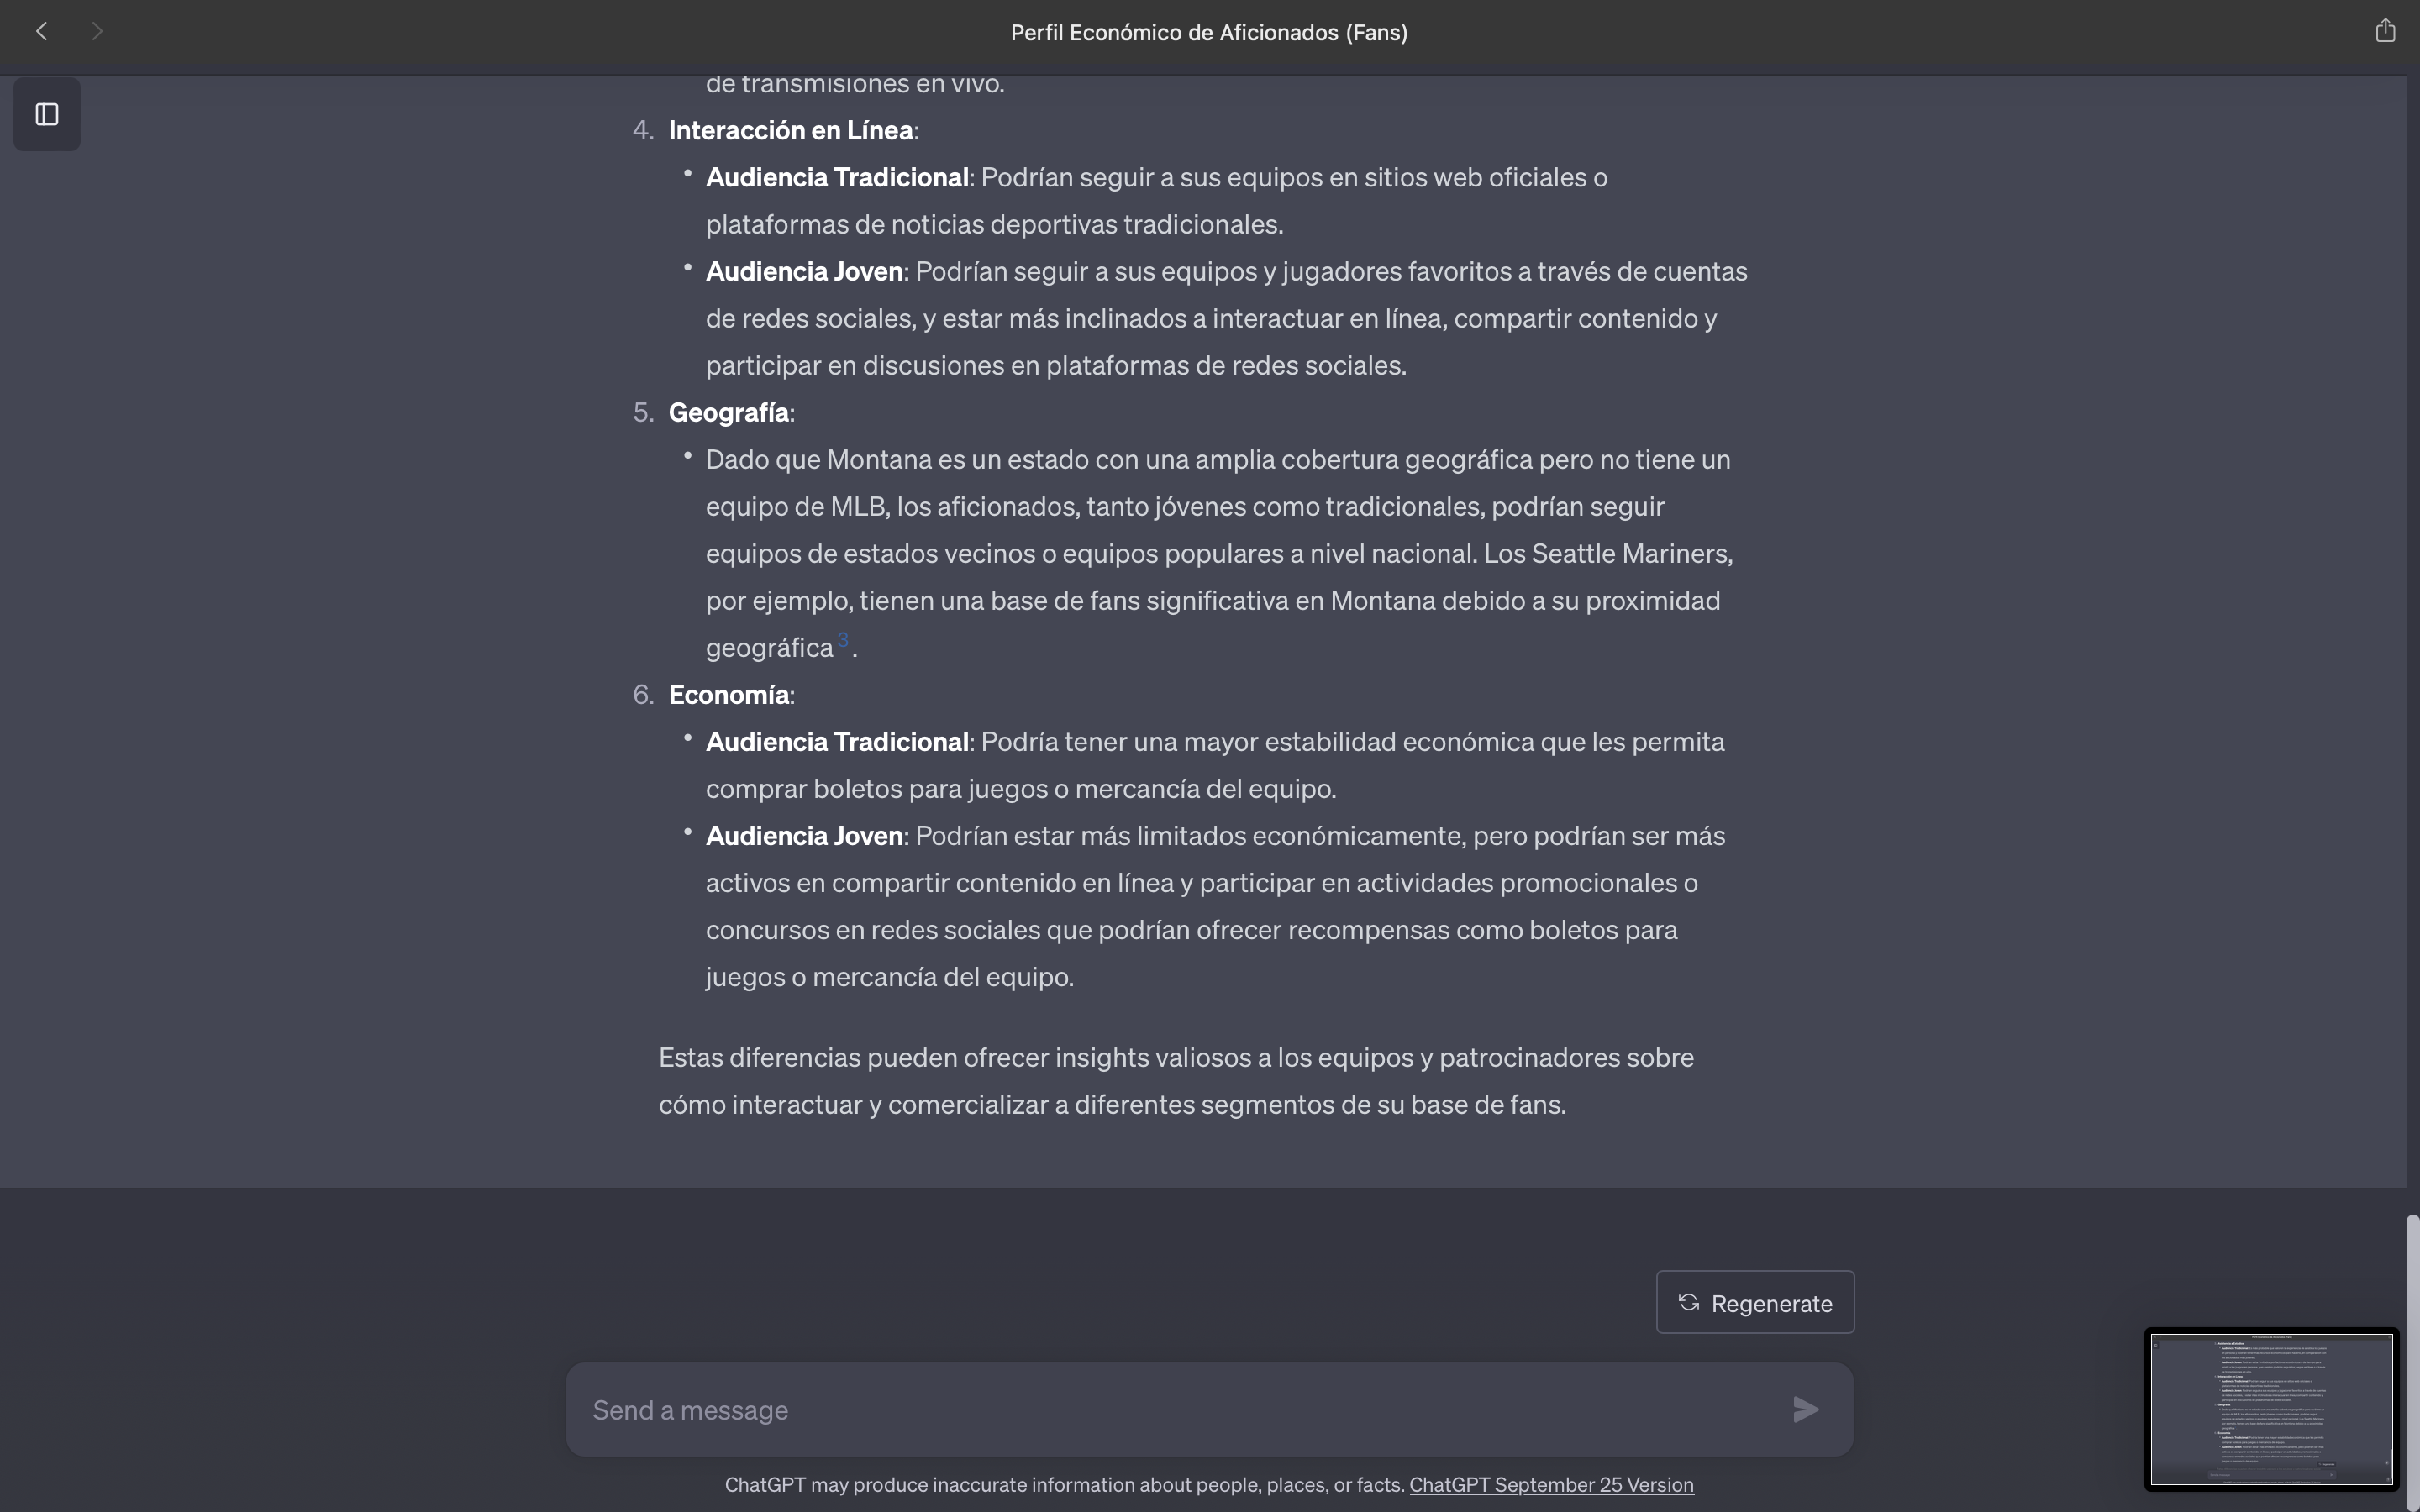 Perfil Económico de Aficionados (Fans)
de transmisiones en vivo.
4. Interacción en Línea:
• Audiencia Tradicional: Podrían seguir a sus equipos en sitios web oficiales o
plataformas de noticias deportivas tradicionales.
• Audiencia Joven: Podrían seguir a sus equipos y jugadores favoritos a través de cuentas
de redes sociales, y estar más inclinados a interactuar en línea, compartir contenido y
participar en discusiones en plataformas de redes sociales.
5. Geografía:
• Dado que Montana es un estado con una amplia cobertura geográfica pero no tiene un
equipo de MLB, los aficionados, tanto jóvenes como tradicionales, podrían seguir
equipos de estados vecinos o equipos populares a nivel nacional. Los Seattle Mariners,
por ejemplo, tienen una base de fans significativa en Montana debido a su proximidad
geográfica 3 .
6. Economía:
• Audiencia Tradicional: Podría tener una mayor estabilidad económica que les permita
comprar boletos para juegos o mercancía del equipo.
• Audiencia Joven: Podrían estar más limitados económicamente, pero podrían ser más
activos en compartir contenido en línea y participar en actividades promocionales o
concursos en redes sociales que podrían ofrecer recompensas como boletos para
juegos o mercancía del equipo.
Estas diferencias pueden ofrecer insights valiosos a los equipos y patrocinadores sobre
cómo interactuar y comercializar a diferentes segmentos de su base de fans.
Regenerate
Send a message
ChatGPT may produce inaccurate information about people, places, or facts. ChatGPT September 25 Version